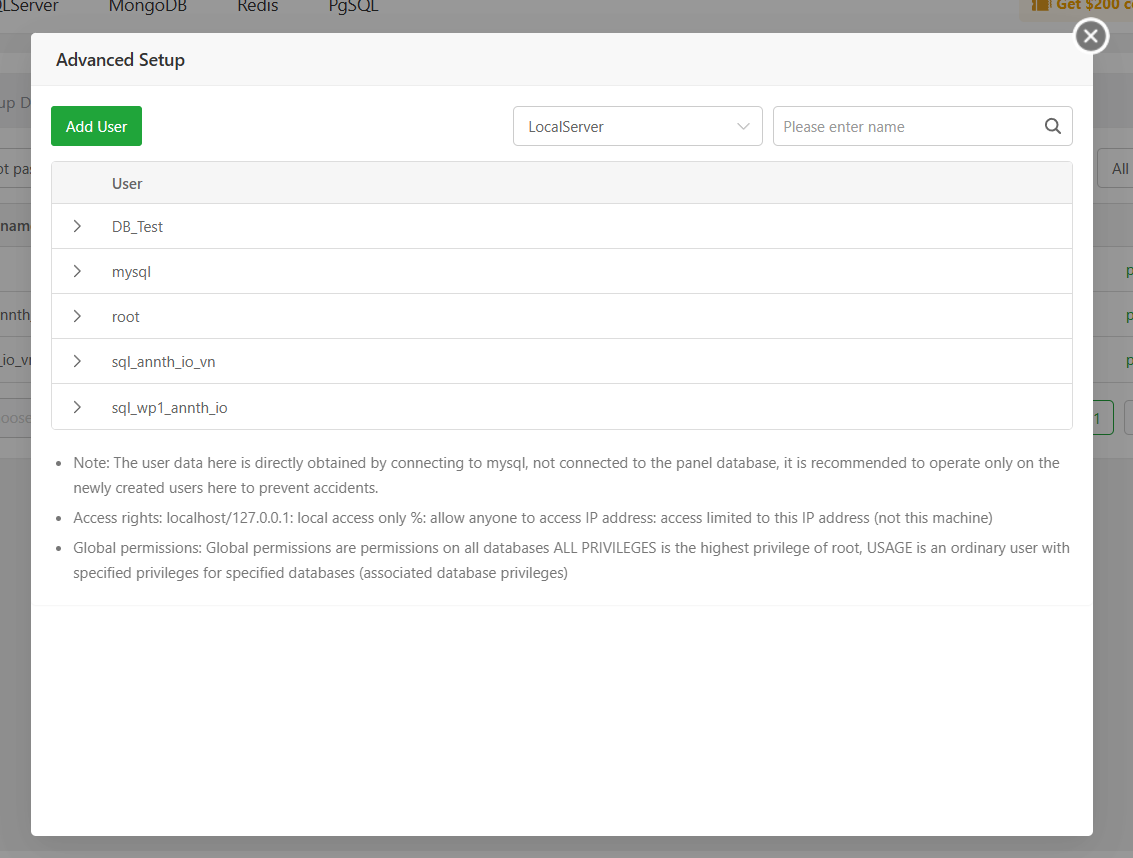 MongoDB Redis PgSQL Get $200
Advanced Setup
Add User LocalServer Please enter name
All
User
DB_Test
mysql
root
sql_annth_io_vn
sql_wp1_annth_io
1
Note: The user data here is directly obtained by connecting to mysql, not connected to the panel database, it is recommended to operate only on the
newly created users here to prevent accidents.
Access rights: localhost/127.0.0.1: local access only %: allow anyone to access IP address: access limited to this IP address (not this machine)
Global permissions: Global permissions are permissions on all databases ALL PRIVILEGES is the highest privilege of root, USAGE is an ordinary user with
specified privileges for specified databases (associated database privileges)